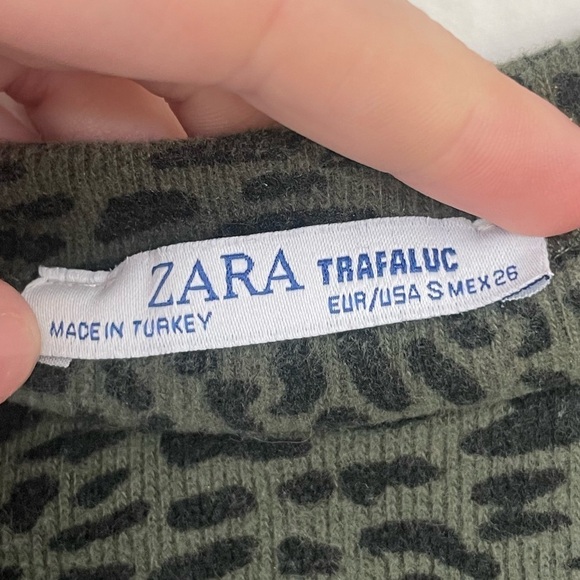 ZARA TRAFALUC
MADE IN TURKEY
EUR/USA S MEX 26